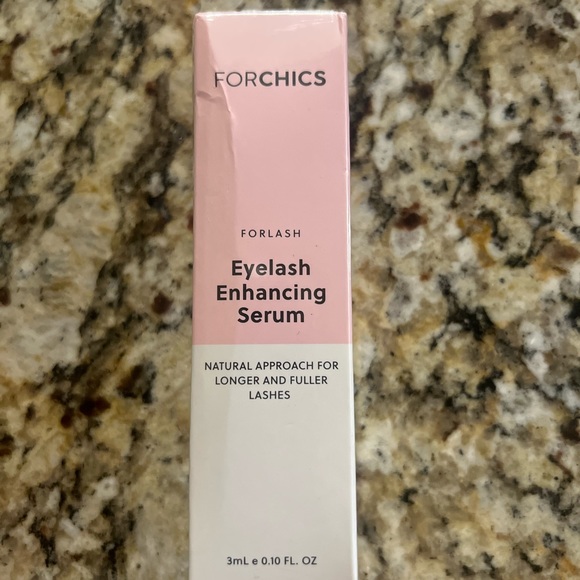 FORCHICS
FORLASH
Eyelash
Enhancing
Serum
NATURAL APPROACH FOR
LONGER AND FULLER
LASHES
3mL e 0.10 FL. OZ